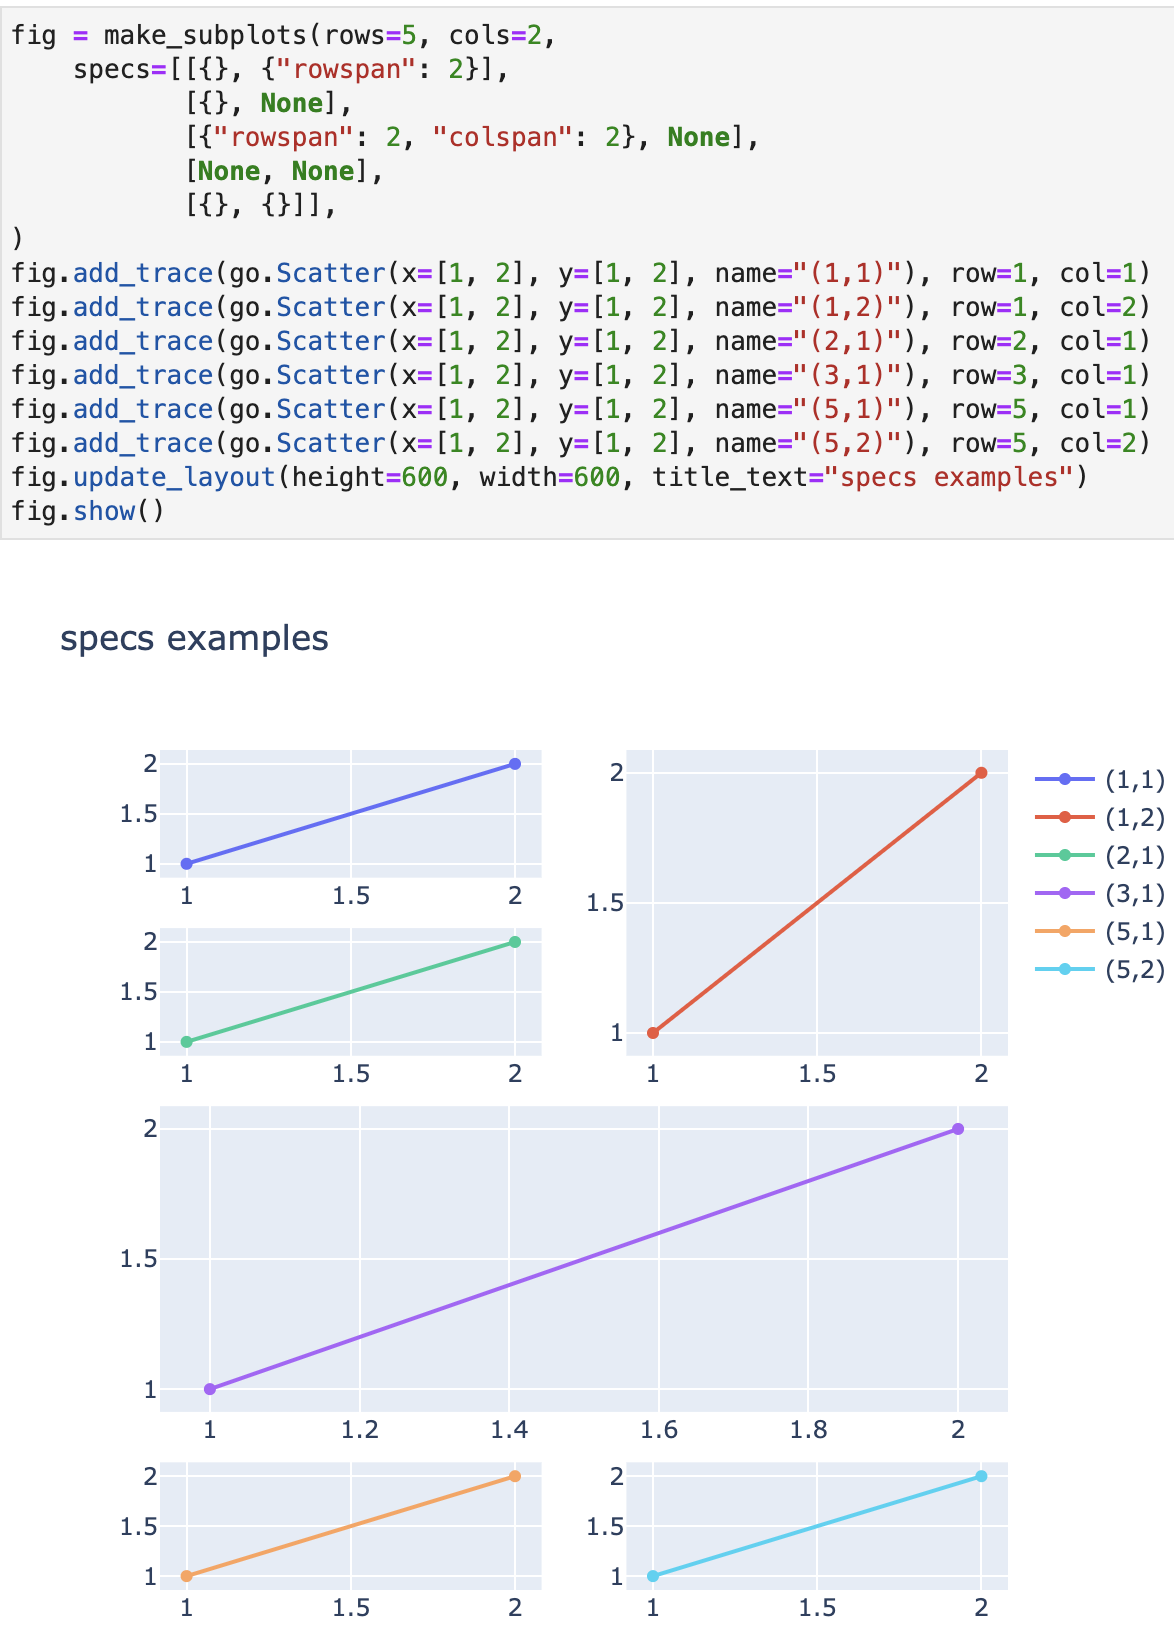 fig = make_subplots(rows=5, cols=2,
    specs=[[{}, {"rowspan": 2}],
           [{}, None],
           [{"rowspan": 2, "colspan": 2}, None],
           [None, None],
           [{}, {}]],
)
fig.add_trace(go.Scatter(x=[1, 2], y=[1, 2], name="(1,1)"), row=1, col=1)
fig.add_trace(go.Scatter(x=[1, 2], y=[1, 2], name="(1,2)"), row=1, col=2)
fig.add_trace(go.Scatter(x=[1, 2], y=[1, 2], name="(2,1)"), row=2, col=1)
fig.add_trace(go.Scatter(x=[1, 2], y=[1, 2], name="(3,1)"), row=3, col=1)
fig.add_trace(go.Scatter(x=[1, 2], y=[1, 2], name="(5,1)"), row=5, col=1)
fig.add_trace(go.Scatter(x=[1, 2], y=[1, 2], name="(5,2)"), row=5, col=2)
fig.update_layout(height=600, width=600, title_text="specs examples")
fig.show()
specs examples
2
1.5
1
1 1.5 2
2
1.5
1
1 1.5 2
2
1.5
1
1 1.5 2
(1,1)
(1,2)
(2,1)
(3,1)
(5,1)
(5,2)
2
1.5
1
1 1.2 1.4 1.6 1.8 2
2
1.5
1
1 1.5 2
2
1.5
1
1 1.5 2